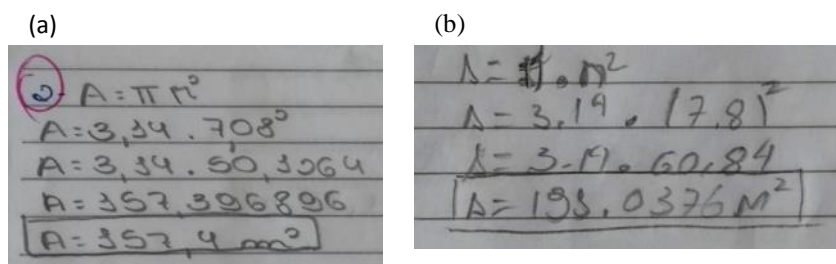 (a)
2- A = π r²
A = 3,14 . 7,08²
A = 3,14 . 50,1264
A = 157,396896
A = 157,4 m²
(b)
A = π . r²
A = 3,14 . (7,8)²
A = 3,14 . 60,84
A = 191,0376 m²